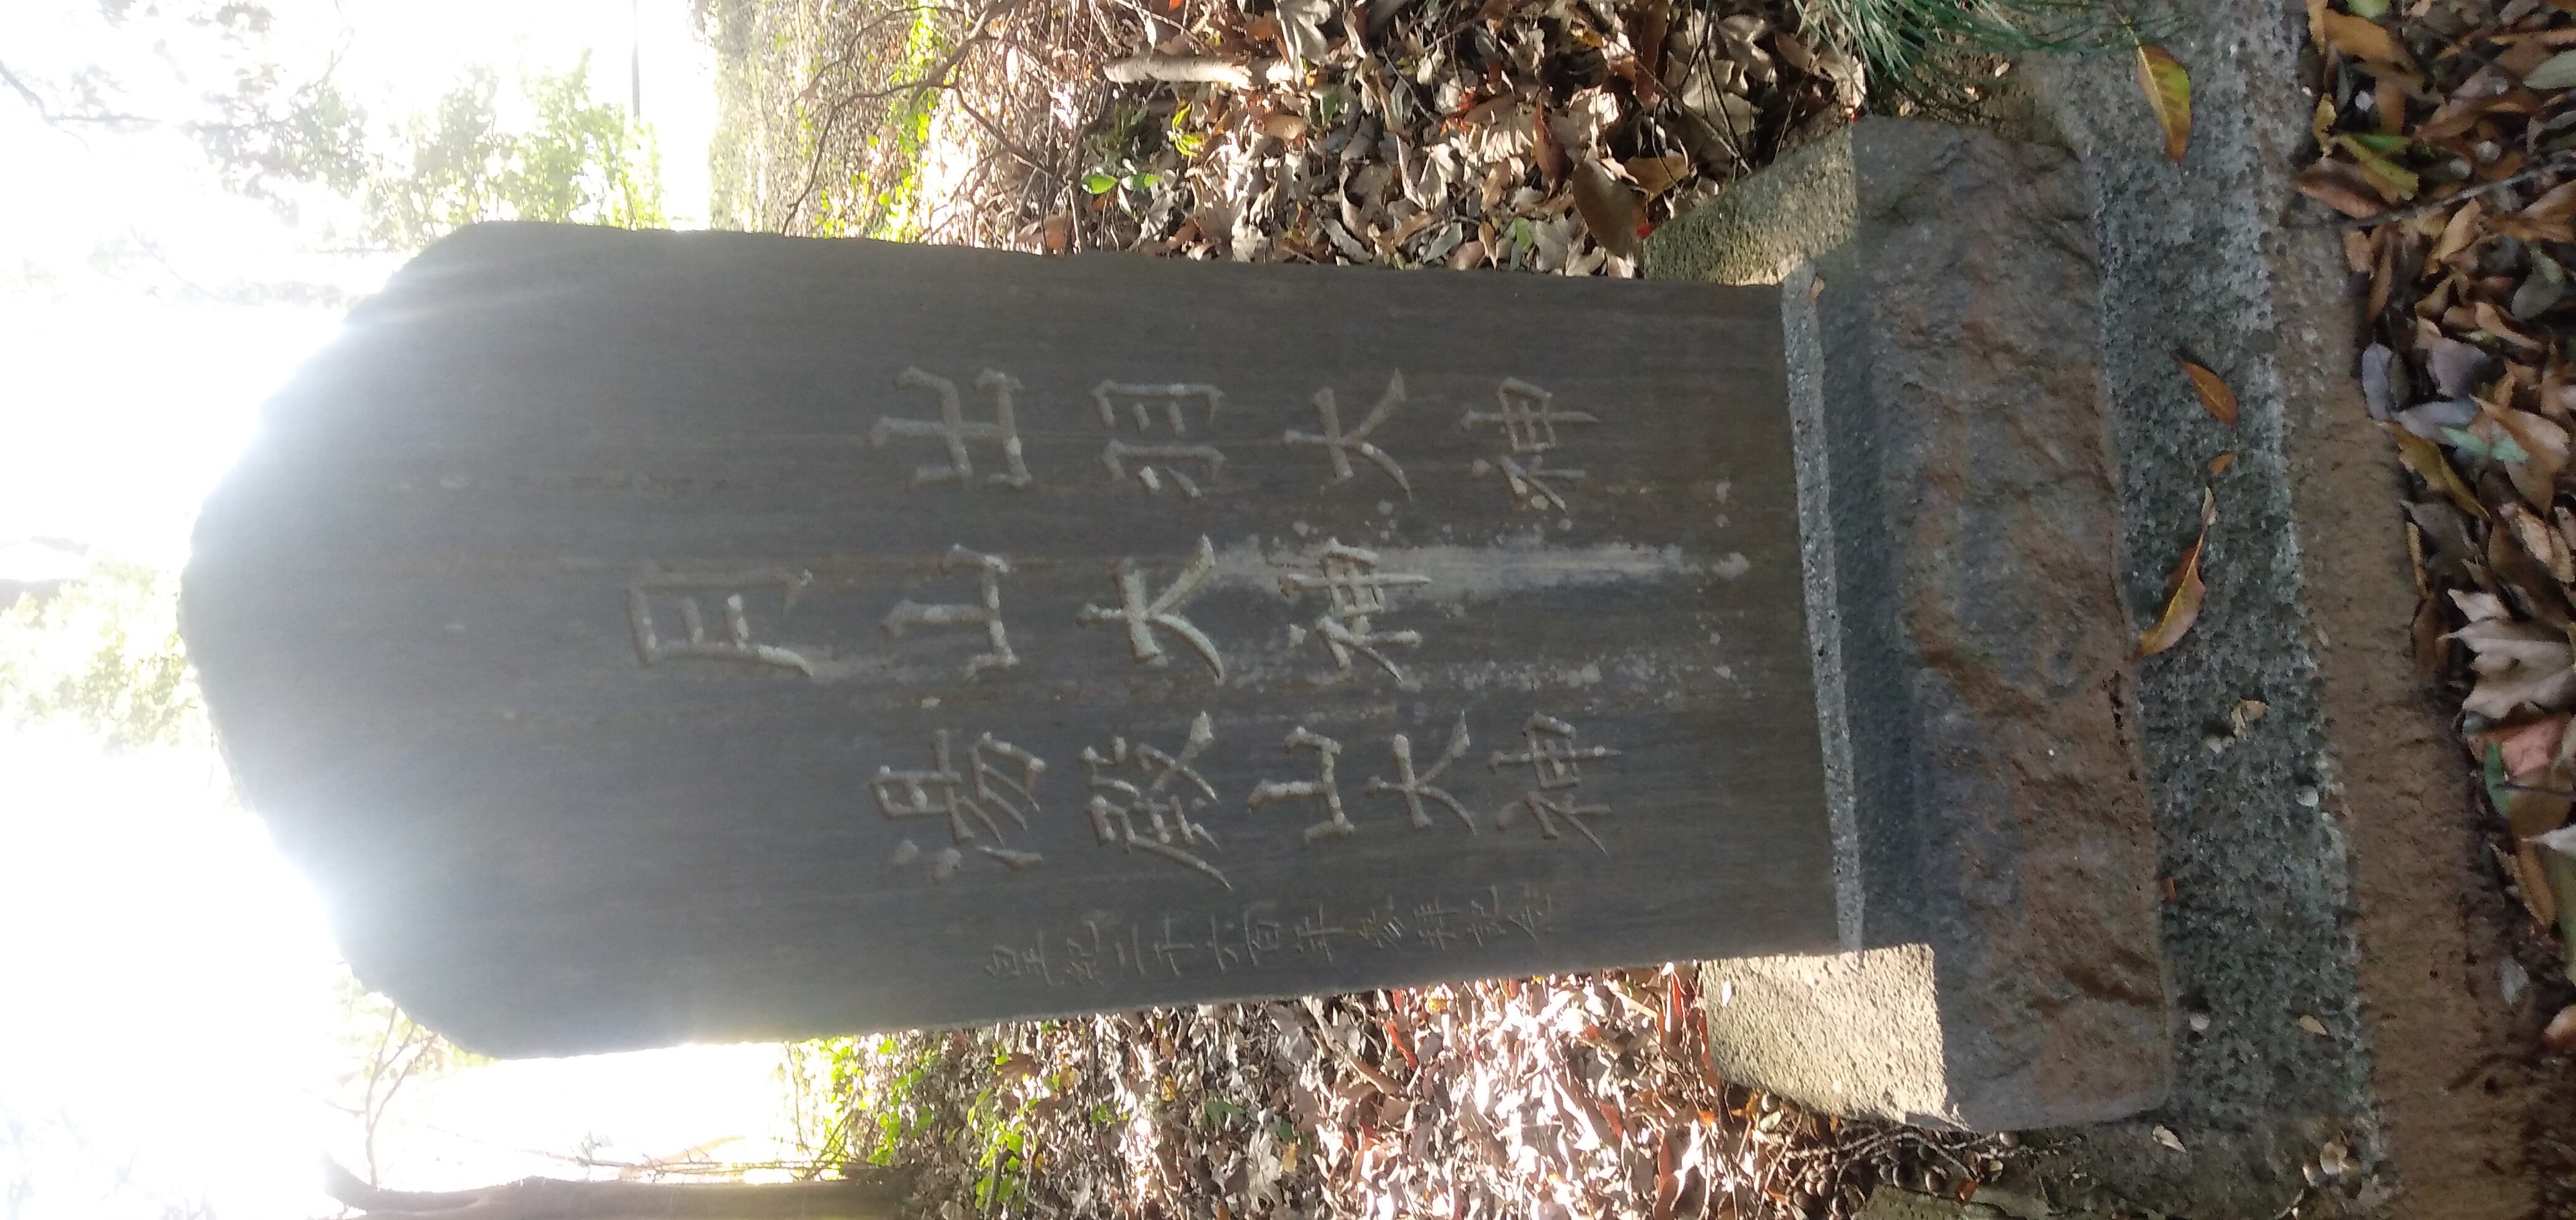 出羽大神
月山大神
湯殿山大神
皇紀二千六百年参拝記念